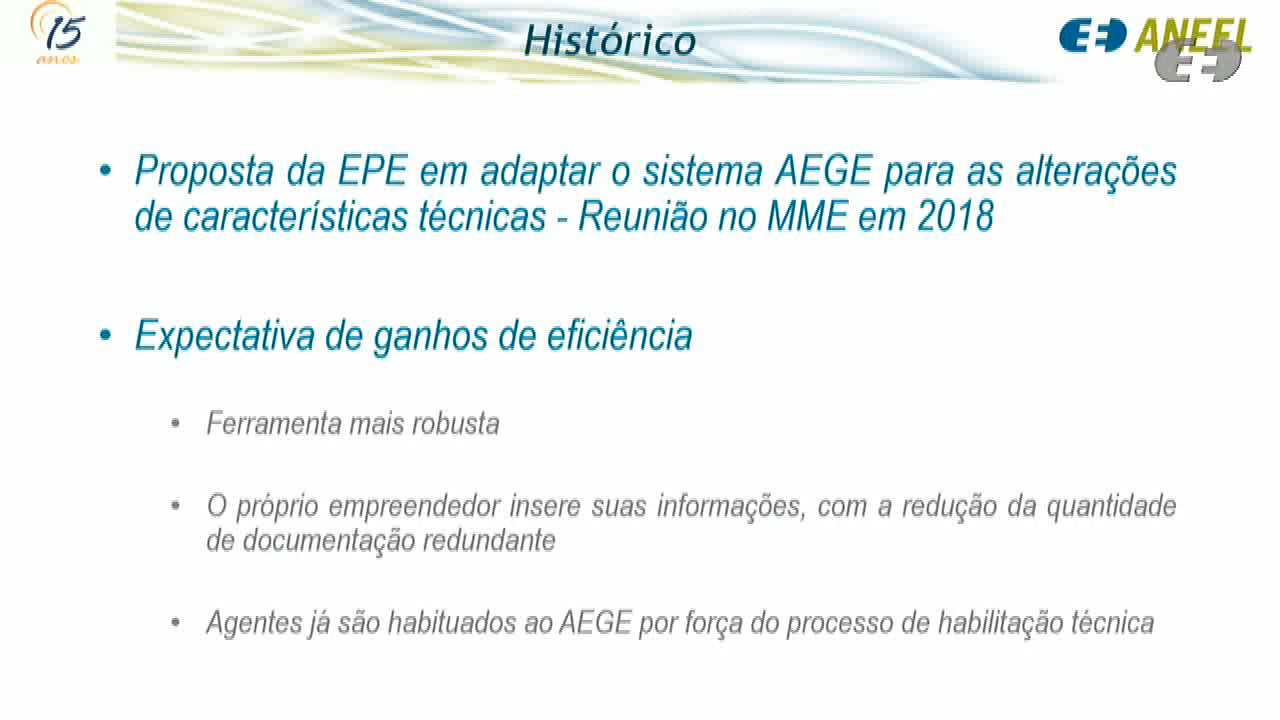 15
anos
Histórico
ANEEL
• Proposta da EPE em adaptar o sistema AEGE para as alterações
de características técnicas - Reunião no MME em 2018
• Expectativa de ganhos de eficiência
• Ferramenta mais robusta
• O próprio empreendedor insere suas informações, com a redução da quantidade
de documentação redundante
• Agentes já são habituados ao AEGE por força do processo de habilitação técnica